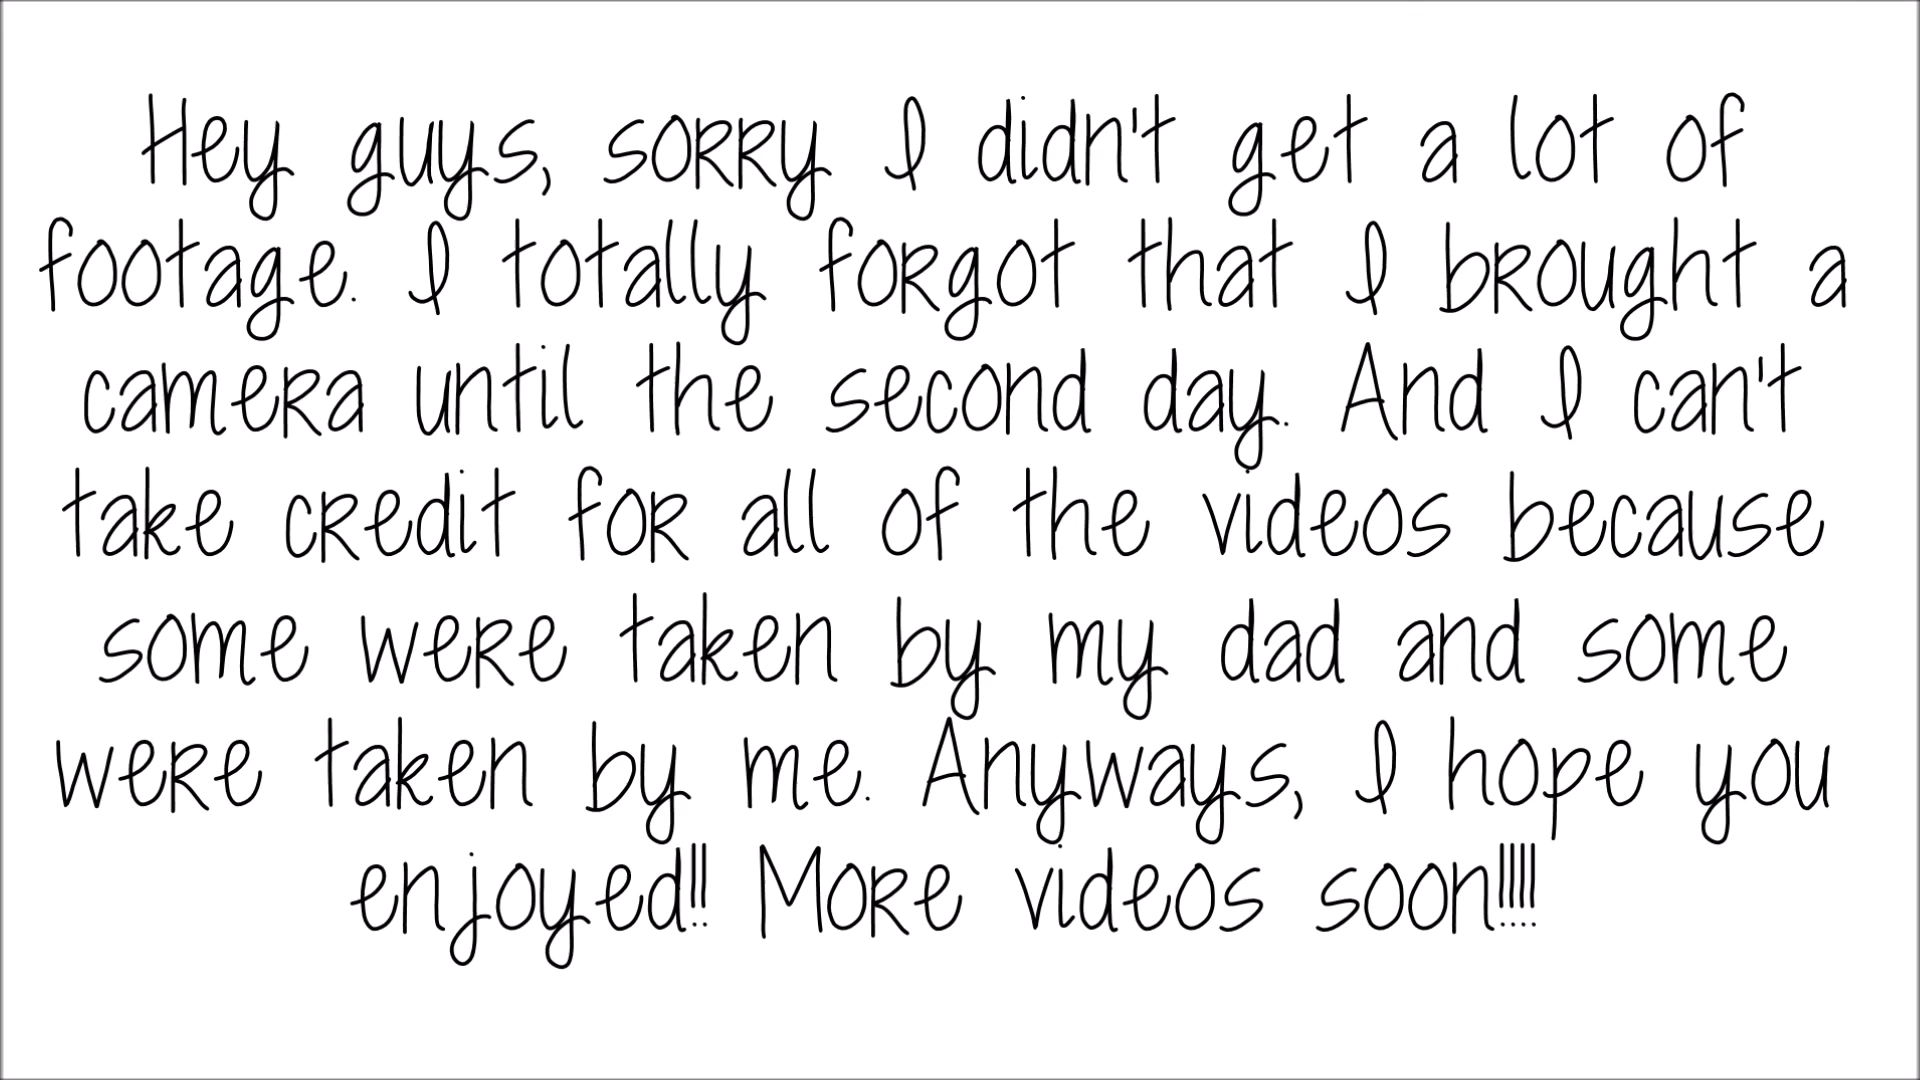 Hey guys, sorry I didn't get a lot of
footage. I totally forgot that I brought a
camera until the second day. And I can't
take credit for all of the videos because
some were taken by my dad and some
were taken by me. Anyways, I hope you
enjoyed!! More videos soon!!!!